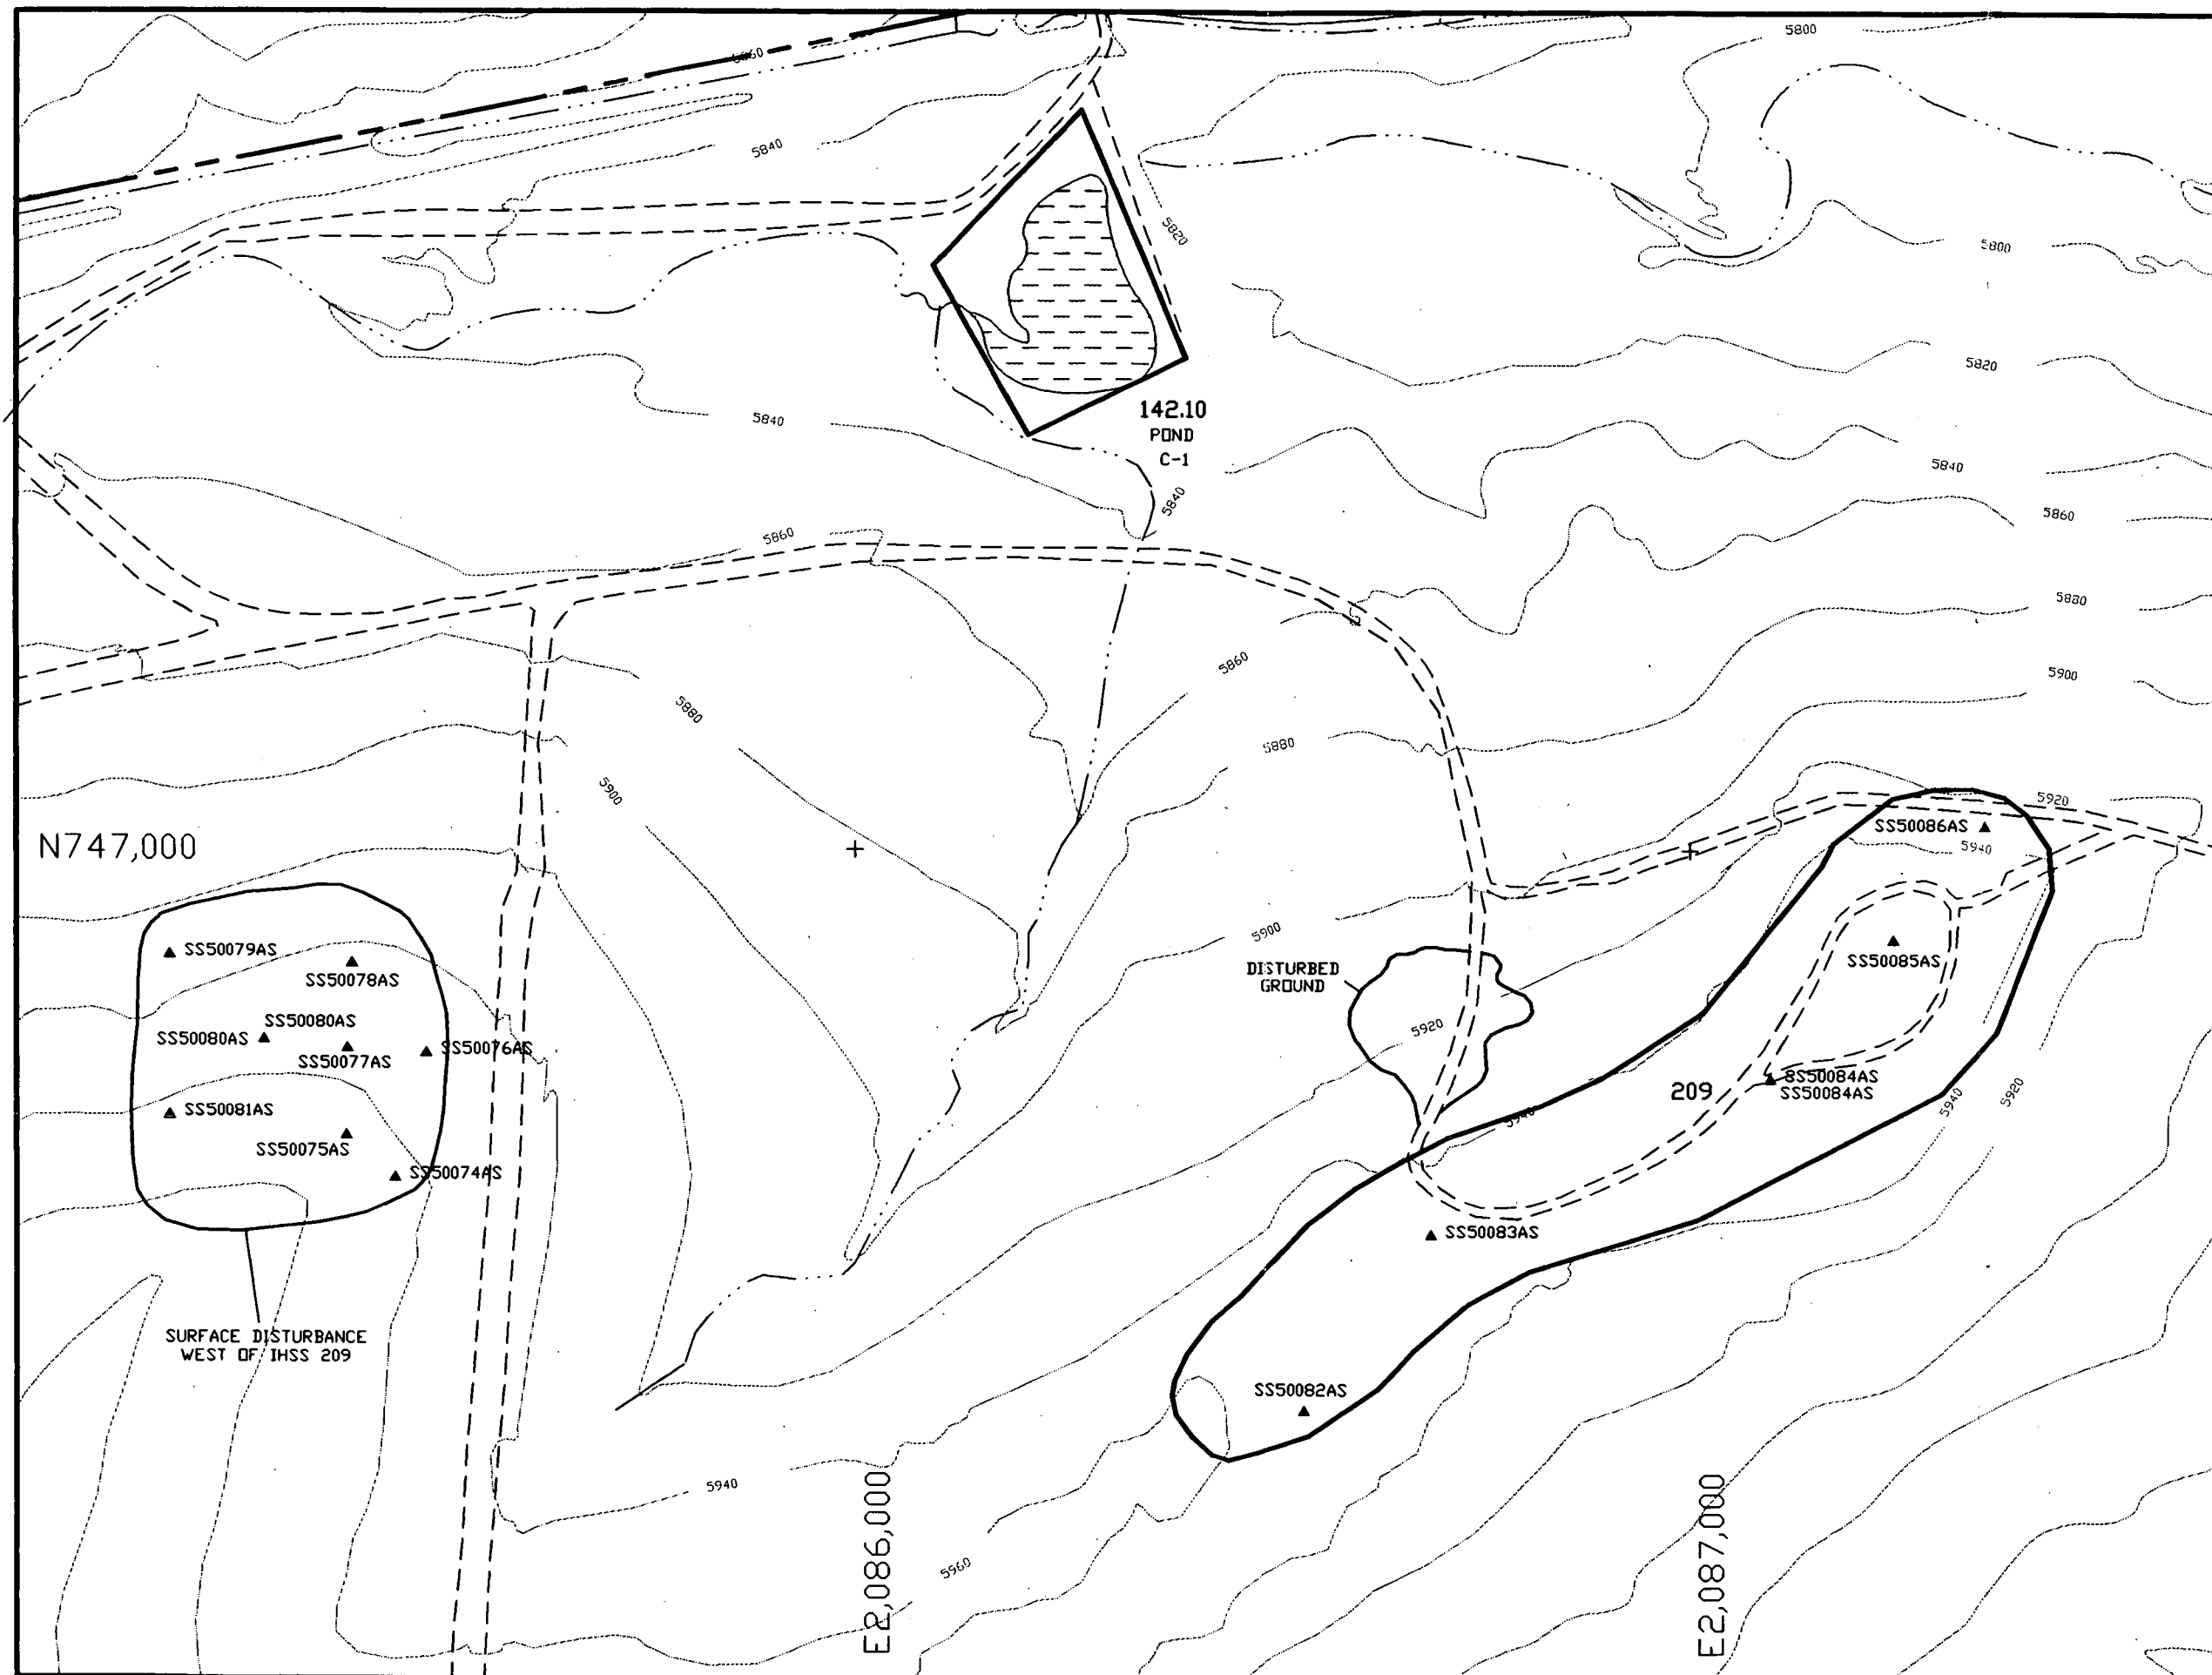 5860
5800
5840
5820
5800
5820
142.10
POND
C-1
5840
5840
5840
5860
5860
5880
5860
5900
5880
5880
5900
5920
N747,000
SS50086AS
5940
SS50079AS
SS50078AS
5900
DISTURBED
GROUND
SS50085AS
SS50080AS
SS50080AS
SS50077AS
SS50076AS
5920
SS50084AS
SS50084AS
209
5920
5940
SS50081AS
SS50075AS
5940
SS50074AS
SS50083AS
SURFACE DISTURBANCE
WEST OF IHSS 209
SS50082AS
5940
5960
E2,086,000
E2,087,000